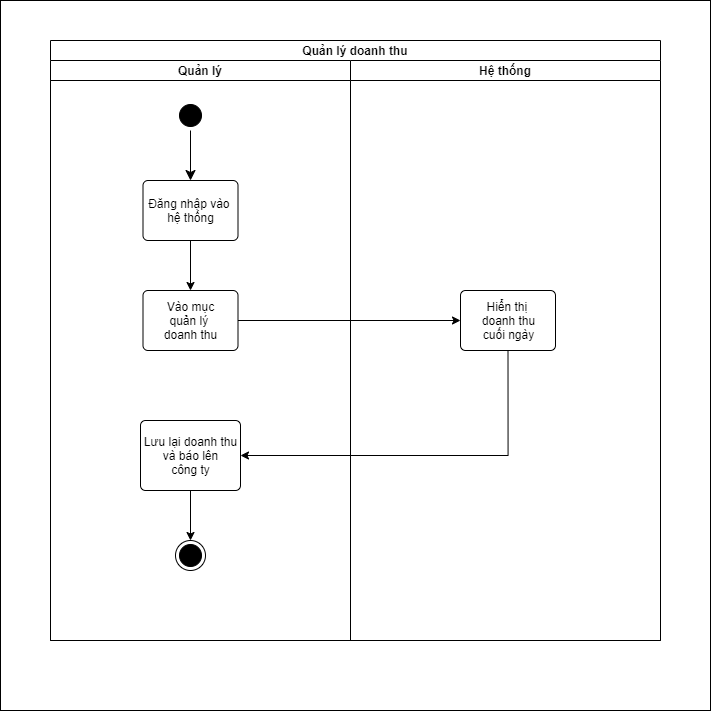 Quản lý doanh thu
Quản lý
Hệ thống
Đăng nhập vào
hệ thống
Vào mục
quản lý
doanh thu
Hiển thị
doanh thu
cuối ngày
Lưu lại doanh thu
và báo lên
công ty